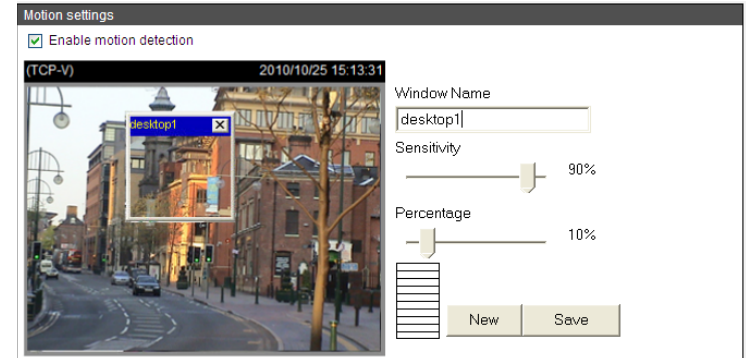 Motion settings
Enable motion detection
(TCP-V) 2010/10/25 15:13:31
desktop1
Window Name
desktop1
Sensitivity
90%
Percentage
10%
New Save